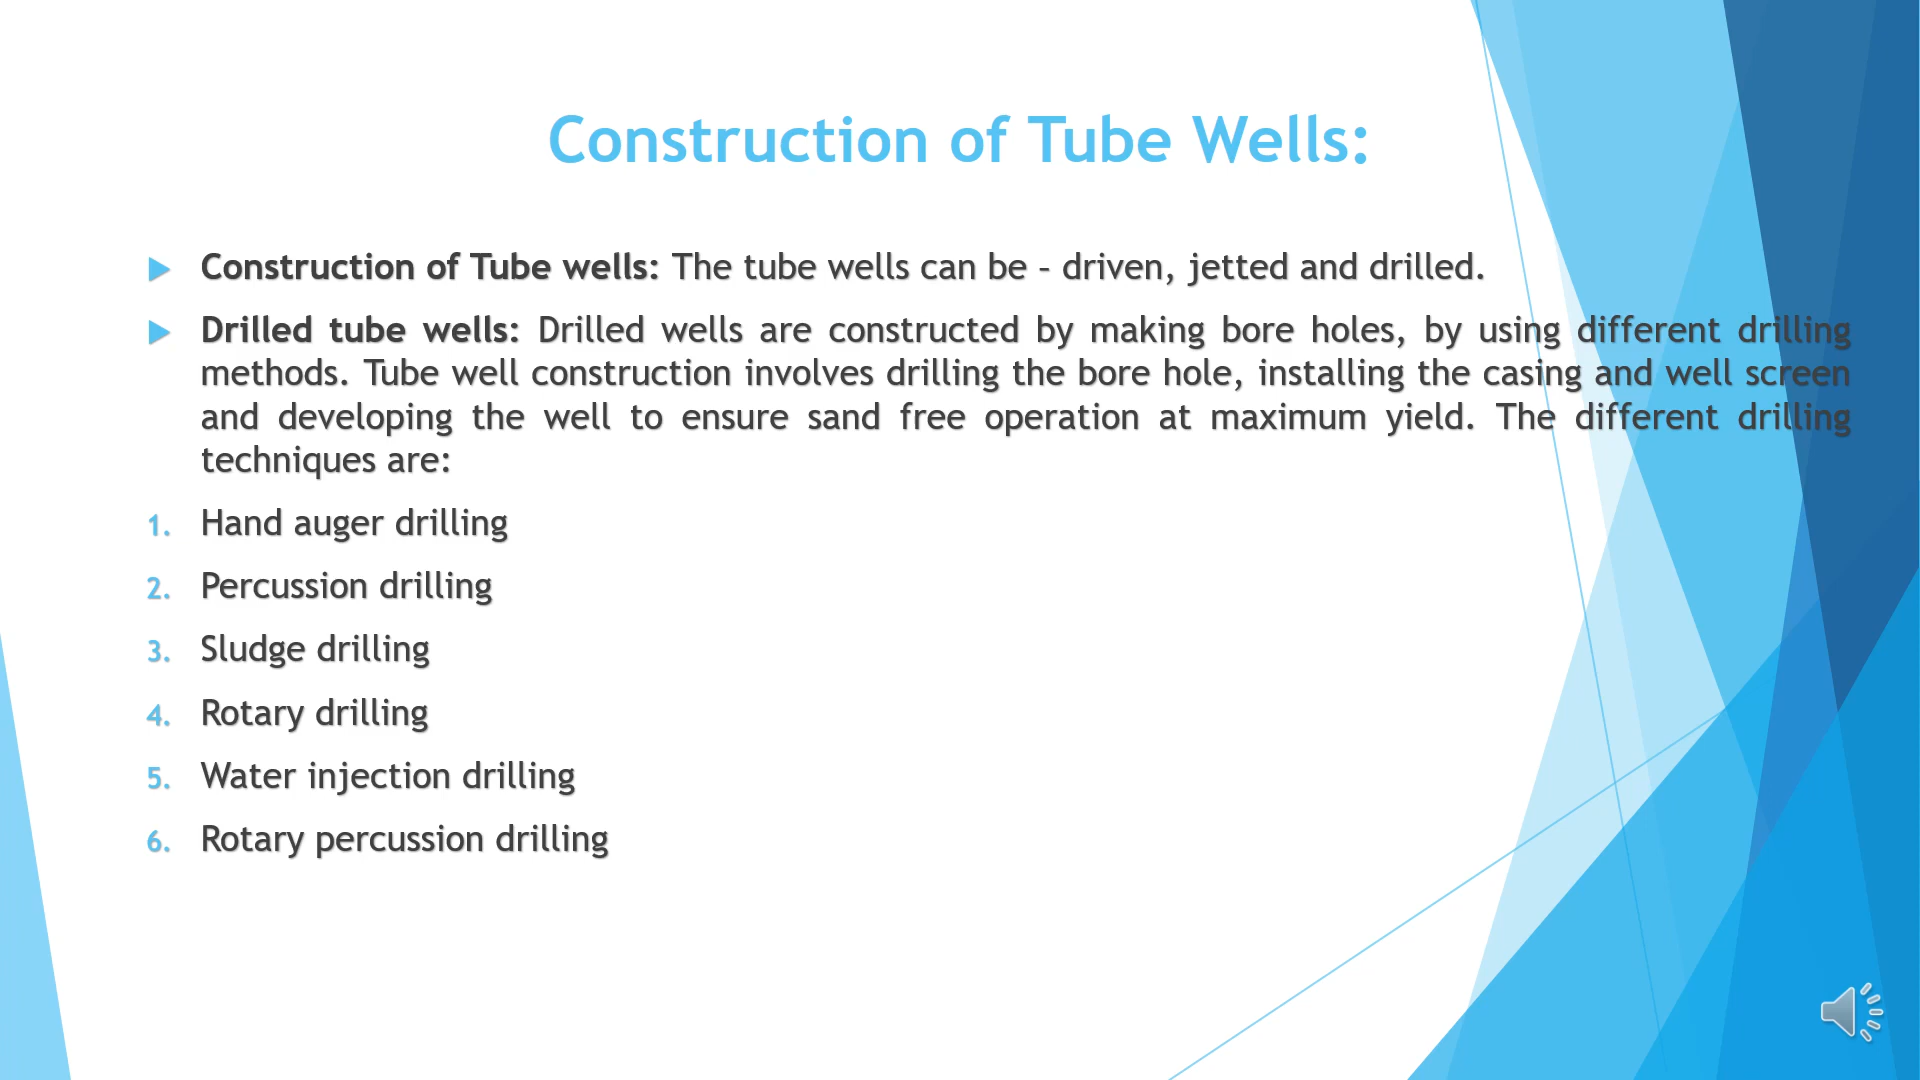 Construction of Tube Wells:
Construction of Tube wells: The tube wells can be – driven, jetted and drilled.
Drilled tube wells: Drilled wells are constructed by making bore holes, by using different drilling
methods. Tube well construction involves drilling the bore hole, installing the casing and well screen
and developing the well to ensure sand free operation at maximum yield. The different drilling
techniques are:
1. Hand auger drilling
2. Percussion drilling
3. Sludge drilling
4. Rotary drilling
5. Water injection drilling
6. Rotary percussion drilling